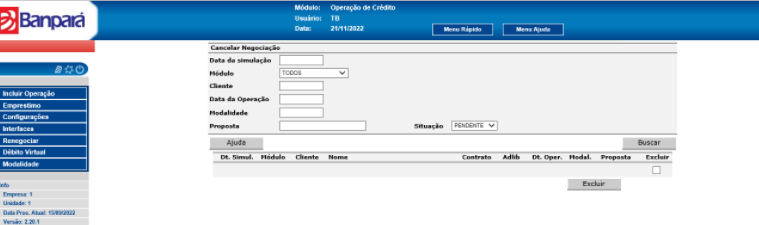 Banpará
Módulo: Operação de Crédito
Usuário: TB
Data: 21/11/2022
Menu Rápido Menu Ajuda
Incluir Operação
Emprestimo
Configurações
Interfaces
Renegociar
Débito Virtual
Modalidade
Info
Empresa: 1
Unidade: 1
Data Proc. Atual: 15/09/2022
Versão: 2.20.1
Cancelar Negociação
Data da simulação
Módulo TODOS
Cliente
Data da Operação
Modalidade
Proposta Situação PENDENTE
Ajuda Buscar
Dt. Simul. Módulo Cliente Nome Contrato Adlib Dt. Oper. Modal. Proposta Excluir
Excluir